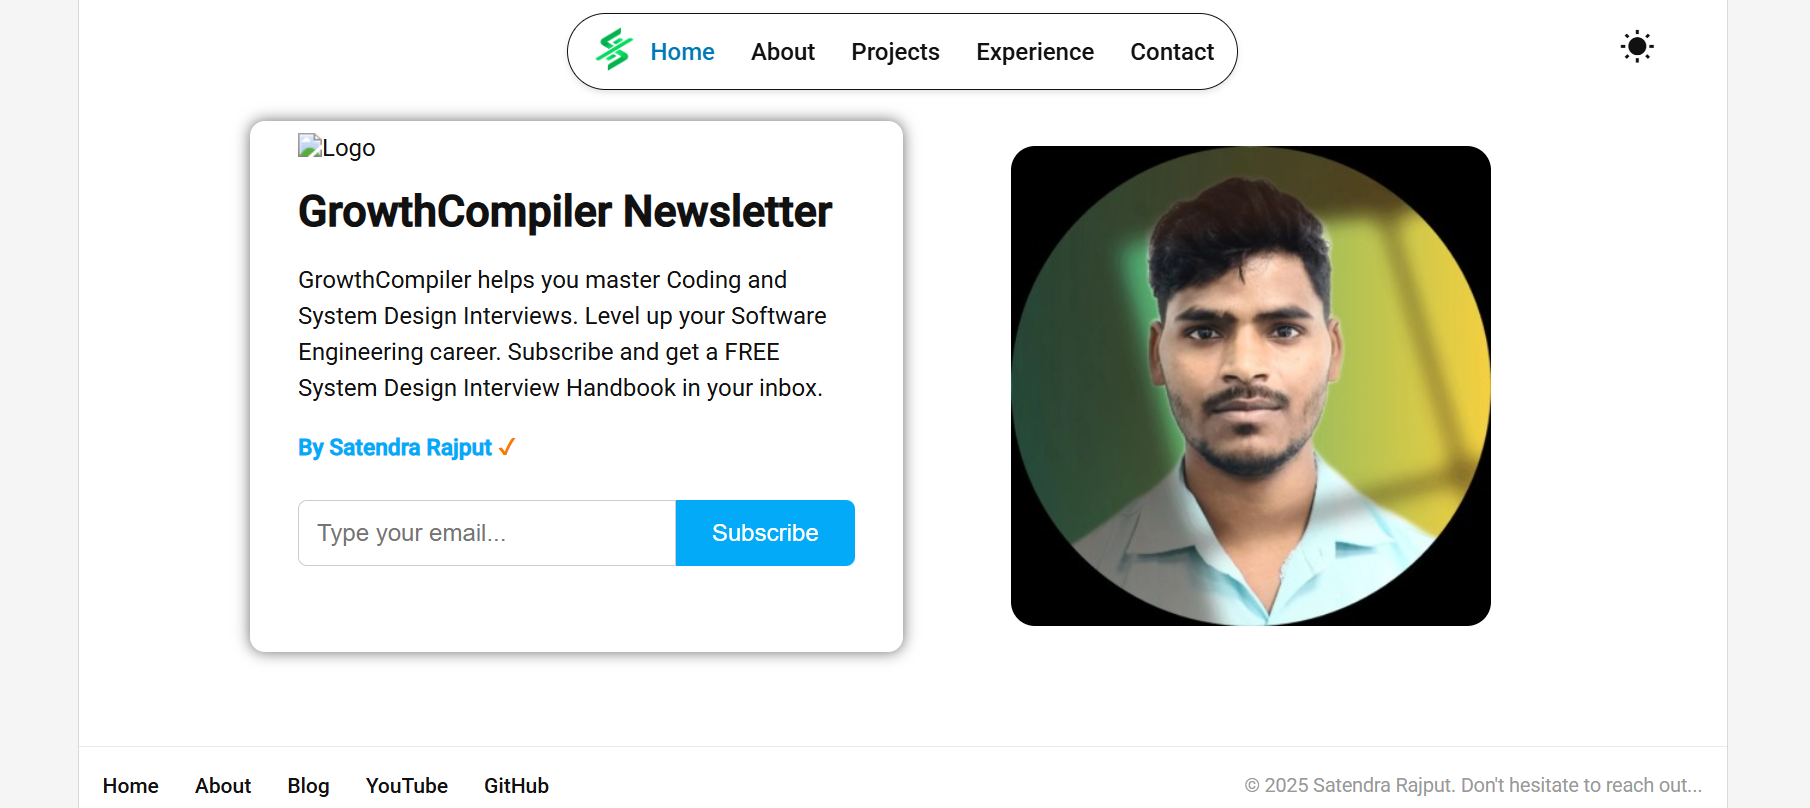 Home About Projects Experience Contact
Logo
GrowthCompiler Newsletter
GrowthCompiler helps you master Coding and
System Design Interviews. Level up your Software
Engineering career. Subscribe and get a FREE
System Design Interview Handbook in your inbox.
By Satendra Rajput ✓
Type your email... Subscribe
Home About Blog YouTube GitHub
© 2025 Satendra Rajput. Don't hesitate to reach out...